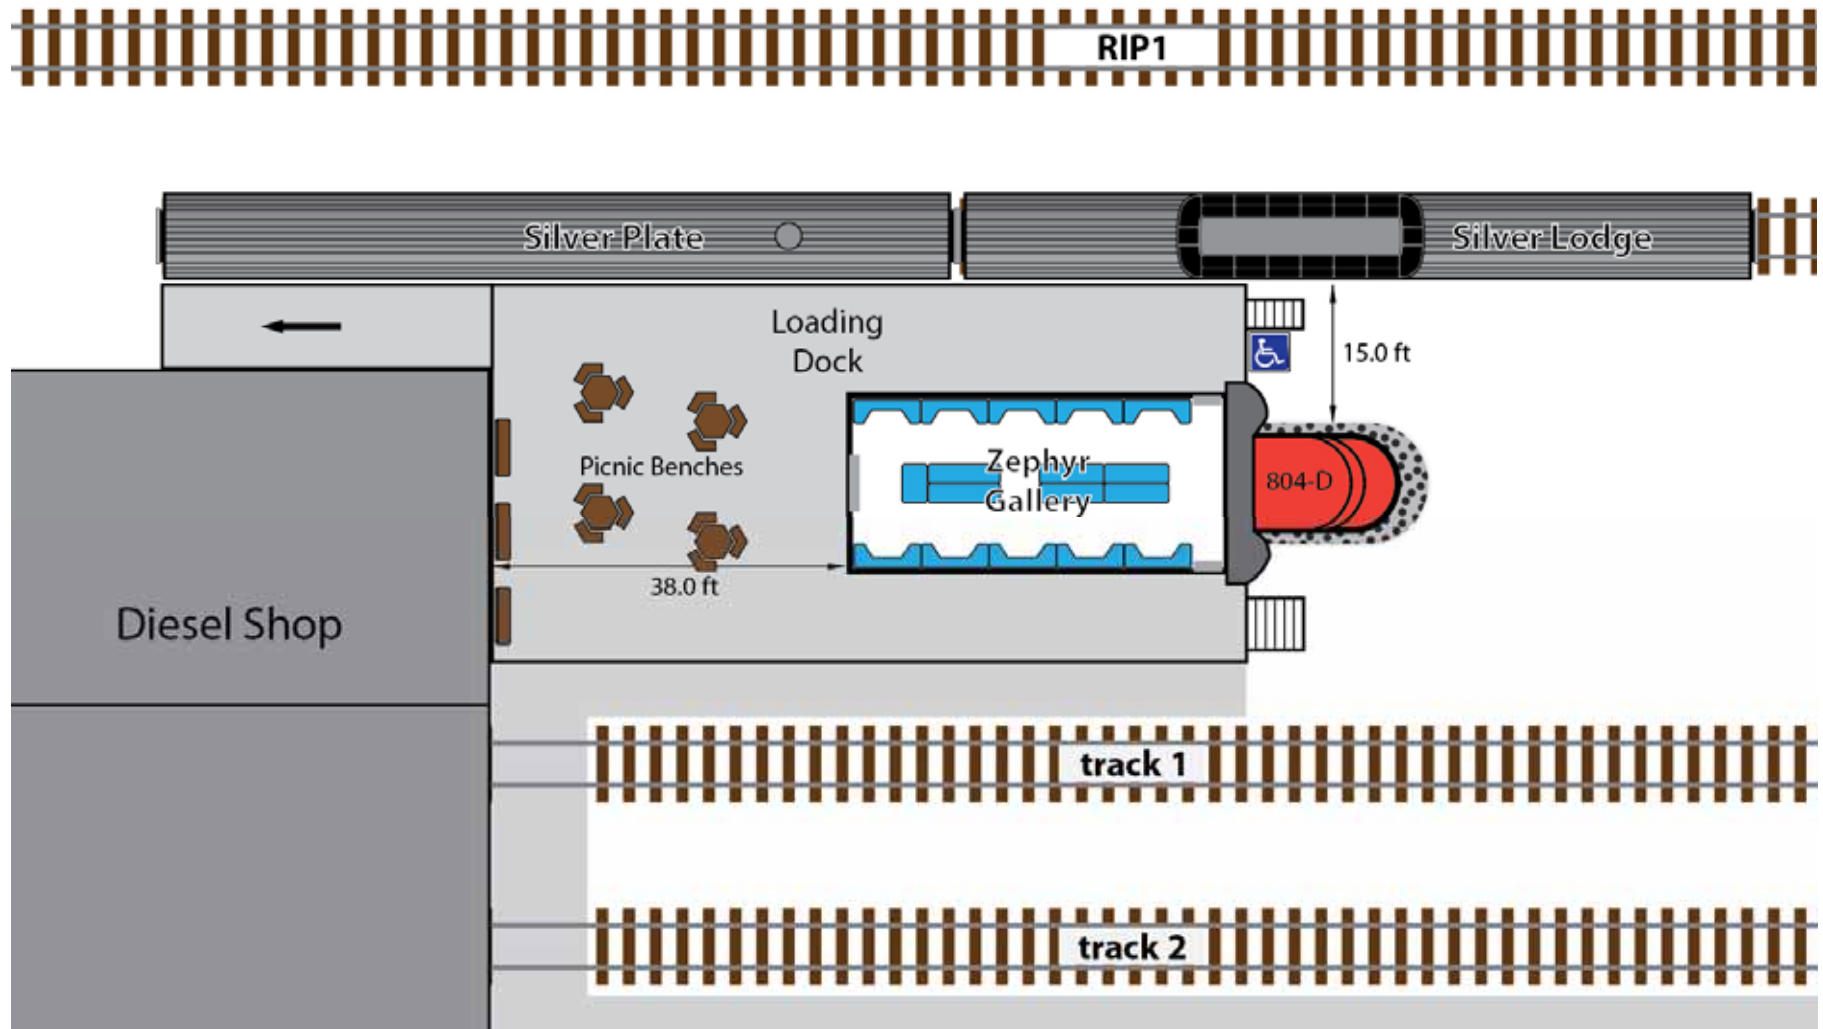 RIP1
Silver Plate
Silver Lodge
Loading
Dock
15.0 ft
Picnic Benches
Zephyr
Gallery
804-D
38.0 ft
Diesel Shop
track 1
track 2